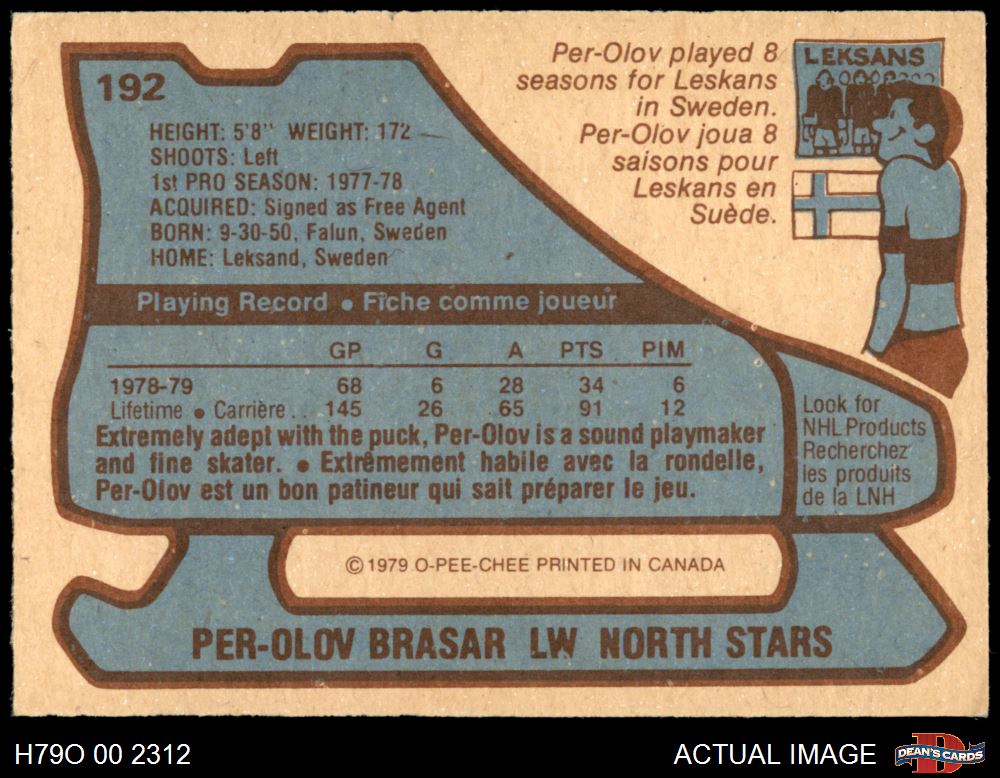 192
HEIGHT: 5'8" WEIGHT: 172
SHOOTS: Left
1st PRO SEASON: 1977-78
ACQUIRED: Signed as Free Agent
BORN: 9-30-50, Falun, Sweden
HOME: Leksand, Sweden
Per-Olov played 8
seasons for Leskans
in Sweden.
Per-Olov joua 8
saisons pour
Leskans en
Suède.
LEKSANS
Playing Record • Fiche comme joueur
GP G A PTS PIM
1978-79 68 6 28 34 6
Lifetime • Carrière .. 145 26 65 91 12
Extremely adept with the puck, Per-Olov is a sound playmaker
and fine skater. • Extrêmement habile avec la rondelle,
Per-Olov est un bon patineur qui sait préparer le jeu.
Look for
NHL Products
Recherchez
les produits
de la LNH
©1979 O-PEE-CHEE PRINTED IN CANADA
PER-OLOV BRASAR LW NORTH STARS
H79O 00 2312
ACTUAL IMAGE
DEAN'S CARDS